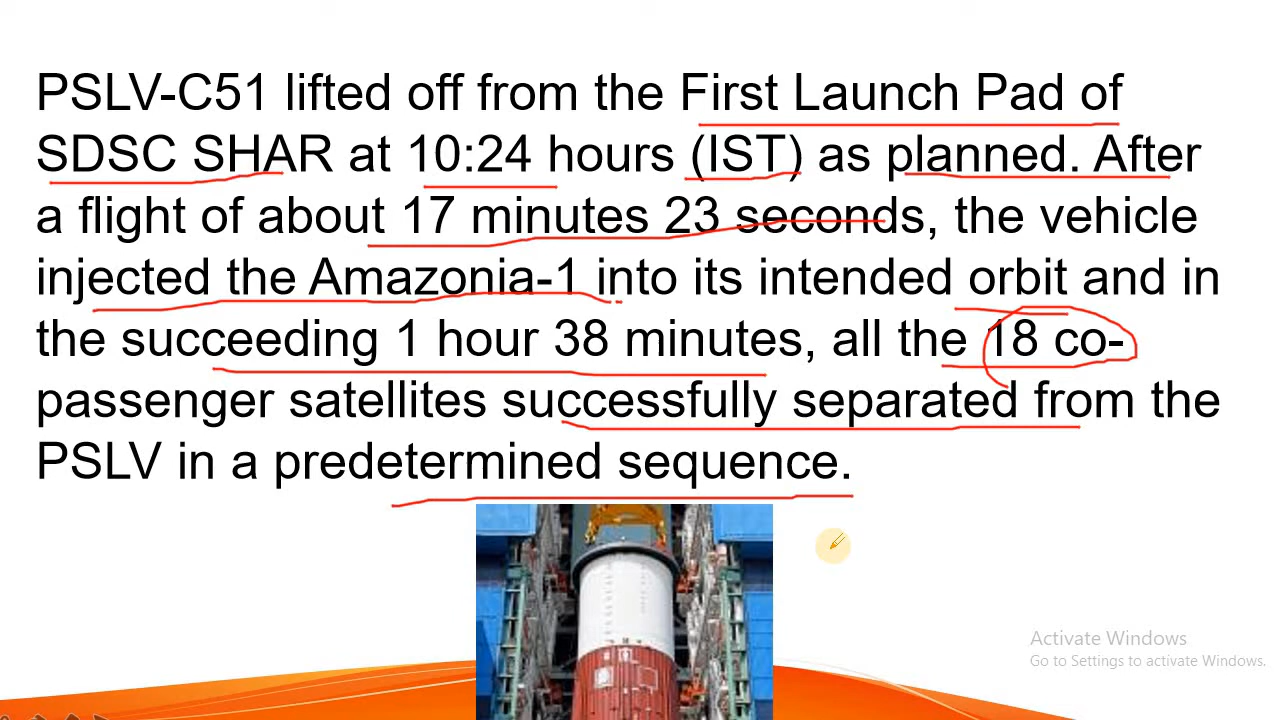 PSLV-C51 lifted off from the First Launch Pad of
SDSC SHAR at 10:24 hours (IST) as planned. After
a flight of about 17 minutes 23 seconds, the vehicle
injected the Amazonia-1 into its intended orbit and in
the succeeding 1 hour 38 minutes, all the 18 co-
passenger satellites successfully separated from the
PSLV in a predetermined sequence.
Activate Windows
Go to Settings to activate Windows.